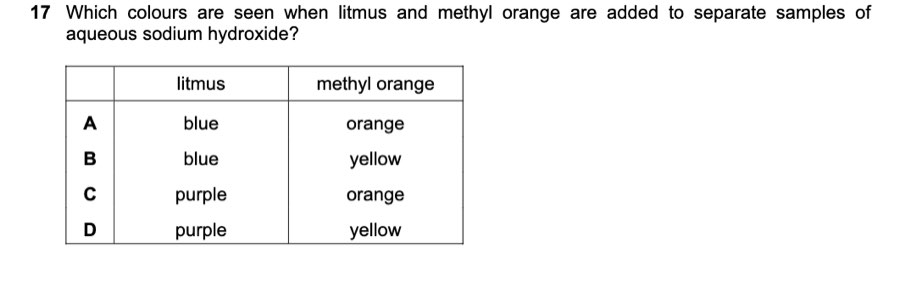 17 Which colours are seen when litmus and methyl orange are added to separate samples of
aqueous sodium hydroxide?
litmus methyl orange
A blue orange
B blue yellow
C purple orange
D purple yellow